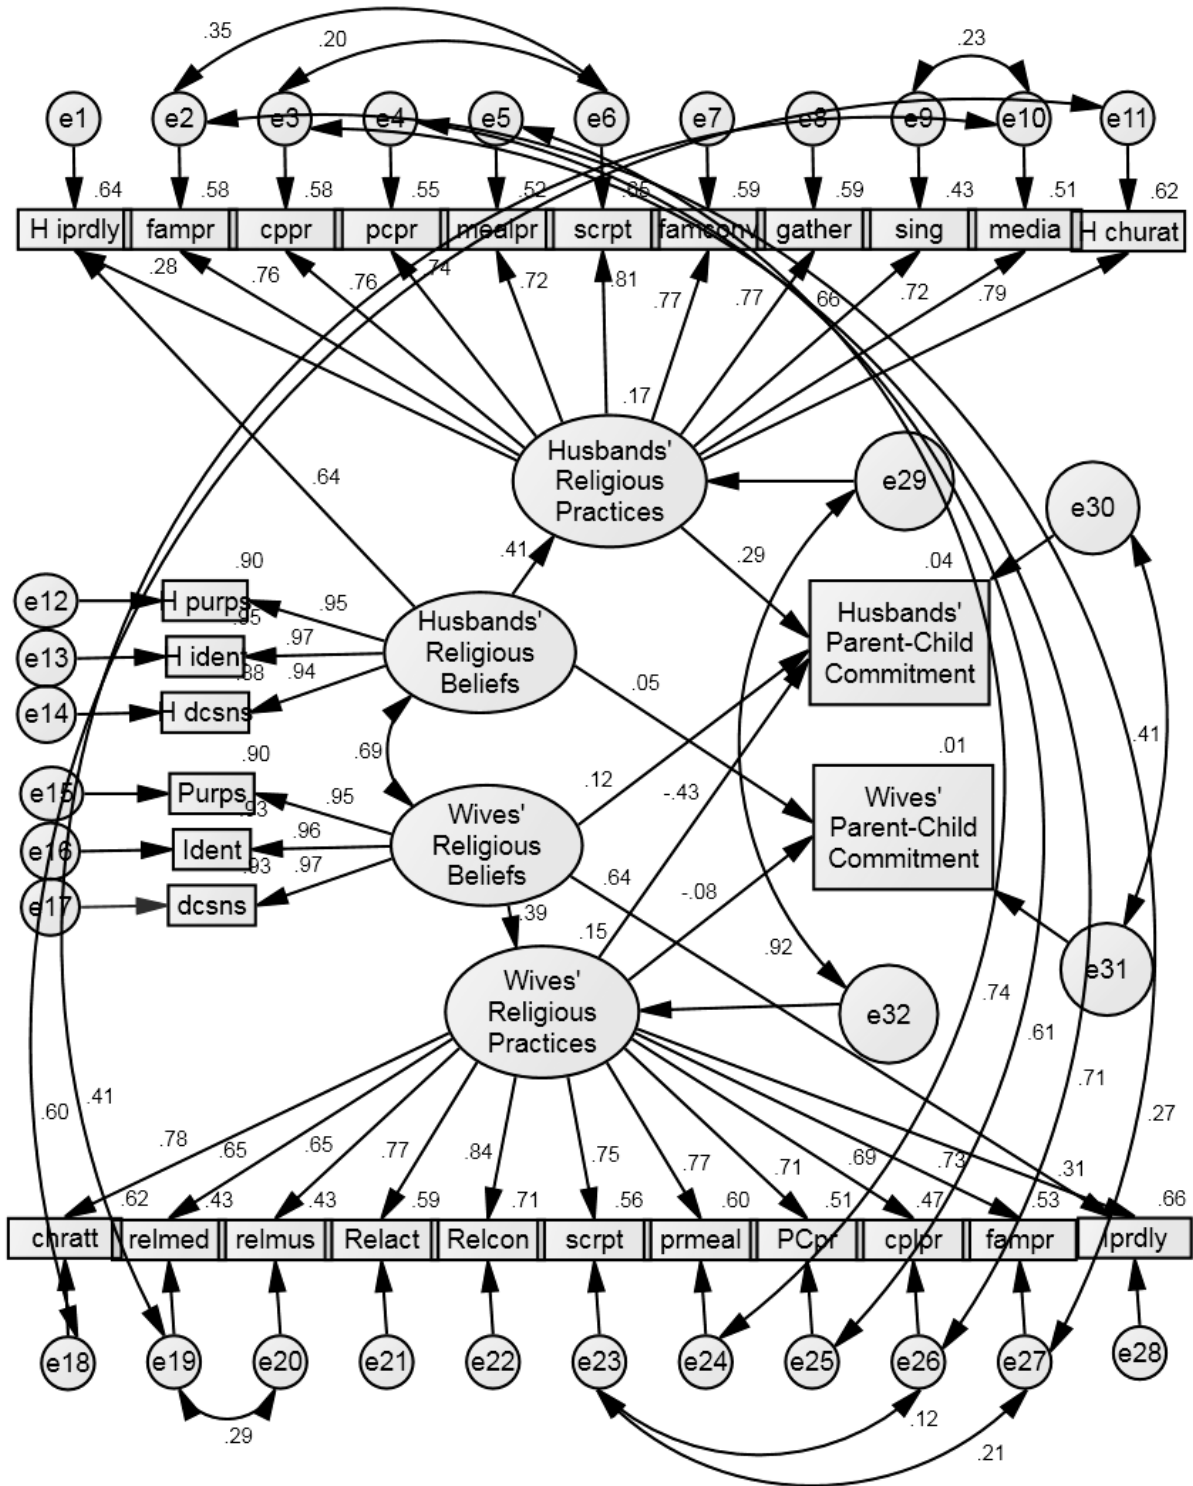 .35
.20
.23
e1 e2 e3 e4 e5 e6 e7 e8 e9 e10 e11
.64 .58 .58 .55 .52 .65 .59 .59 .43 .51 .62
H iprdly fampr cppr pcpr mealpr scrpt famconv gather sing media H churat
.28 .76 .76 .74 .72 .81 .77 .77 .66 .72 .79
.17
Husbands'
Religious
Practices
e29
e30
.64
.41
.29
.04
.90
e12 H purps .95
.95
e13 H ident .97
.88
e14 H dcsns .94
Husbands'
Religious
Beliefs
Husbands'
Parent-Child
Commitment
.05
.41
.69
.01
.90
e15 Purps .95
.93
e16 Ident .96
.93
e17 dcsns .97
Wives'
Religious
Beliefs
.12
-.43
Wives'
Parent-Child
Commitment
.64
-.08
.39
.15
.92
e31
Wives'
Religious
Practices
e32
.74
.61
.71
.27
.60
.41
.78 .65 .65 .77 .84 .75 .77 .71 .69 .73 .31
.62 .43 .43 .59 .71 .56 .60 .51 .47 .53 .66
chratt relmed relmus Relact Relcon scrpt prmeal PCpr cplpr fampr Iprdly
e18 e19 e20 e21 e22 e23 e24 e25 e26 e27 e28
.29
.12
.21